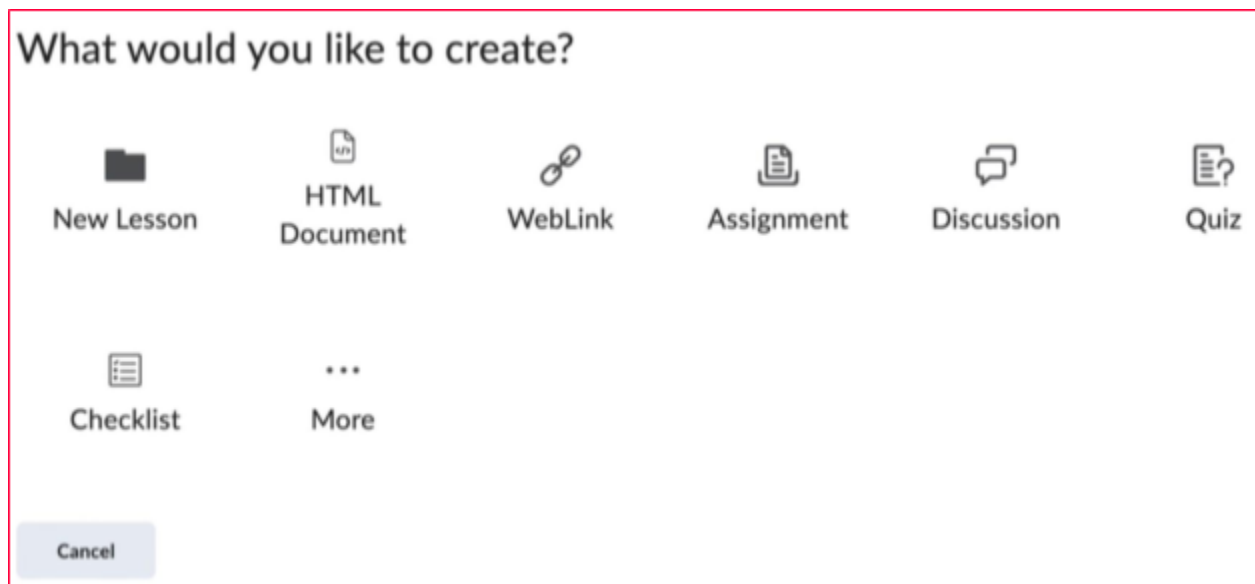 What would you like to create?
New Lesson
HTML
Document
WebLink
Assignment
Discussion
Quiz
Checklist
More
Cancel